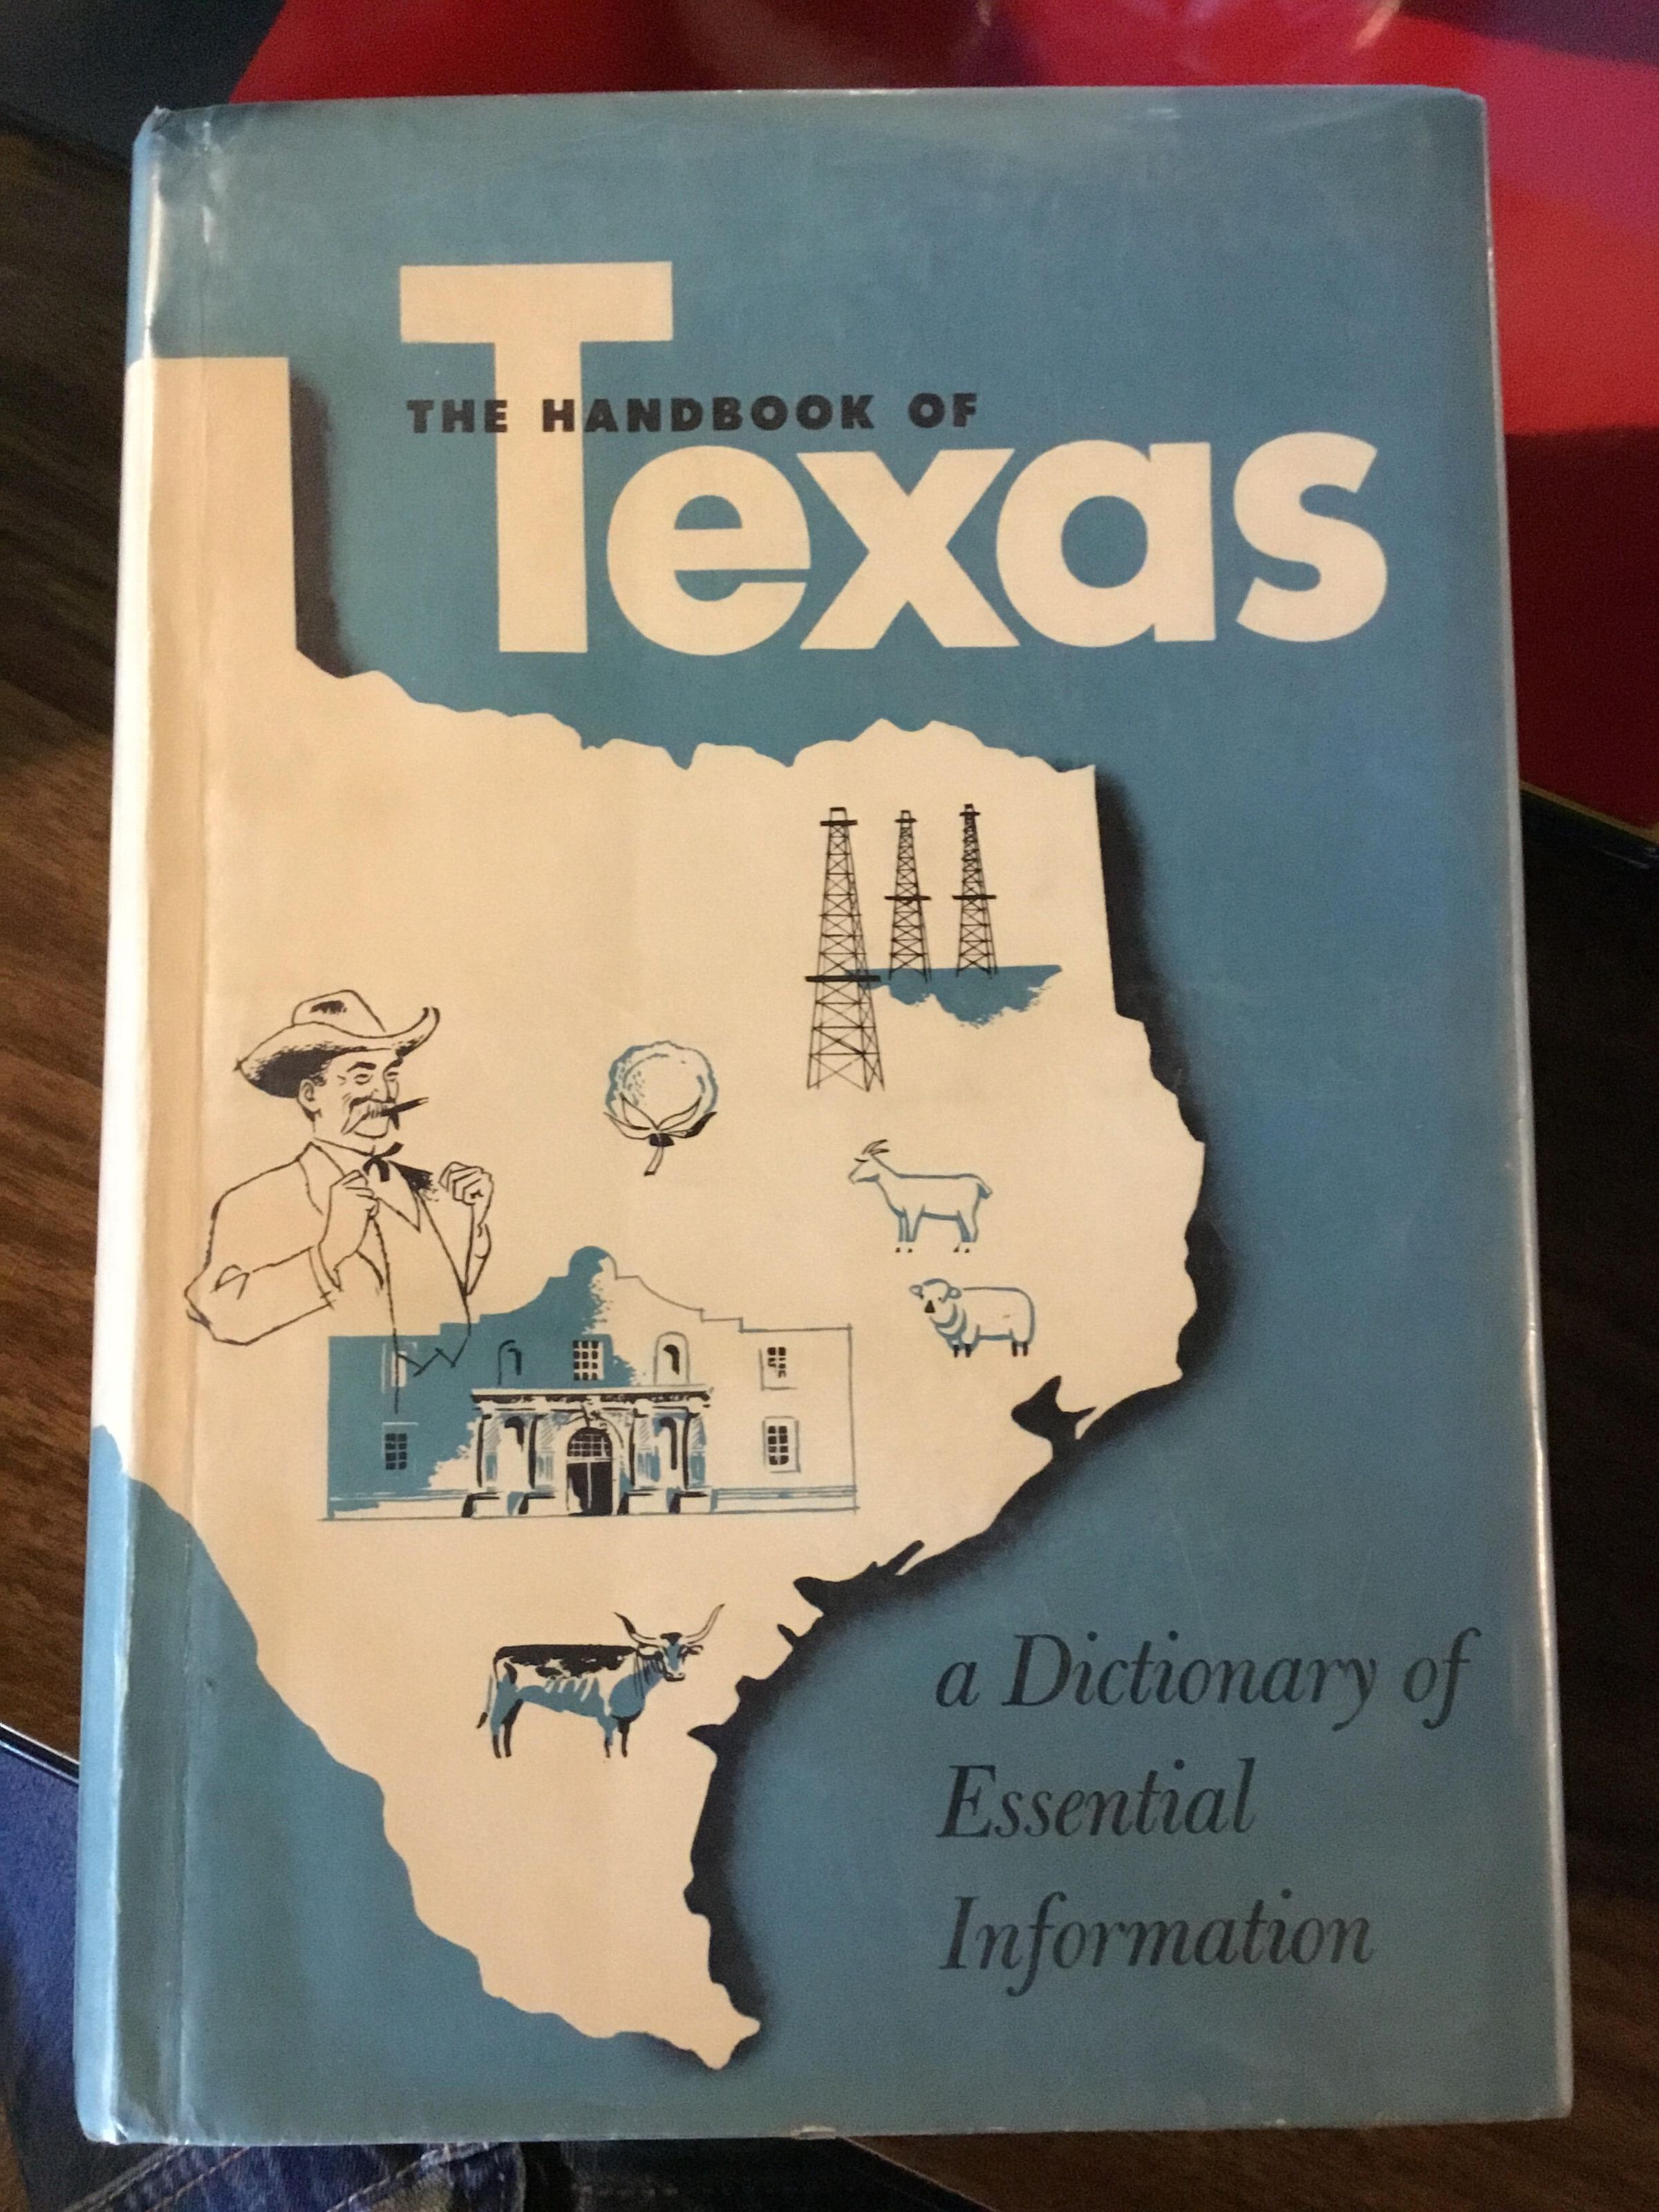 THE HANDBOOK OF
Texas
a Dictionary of
Essential
Information